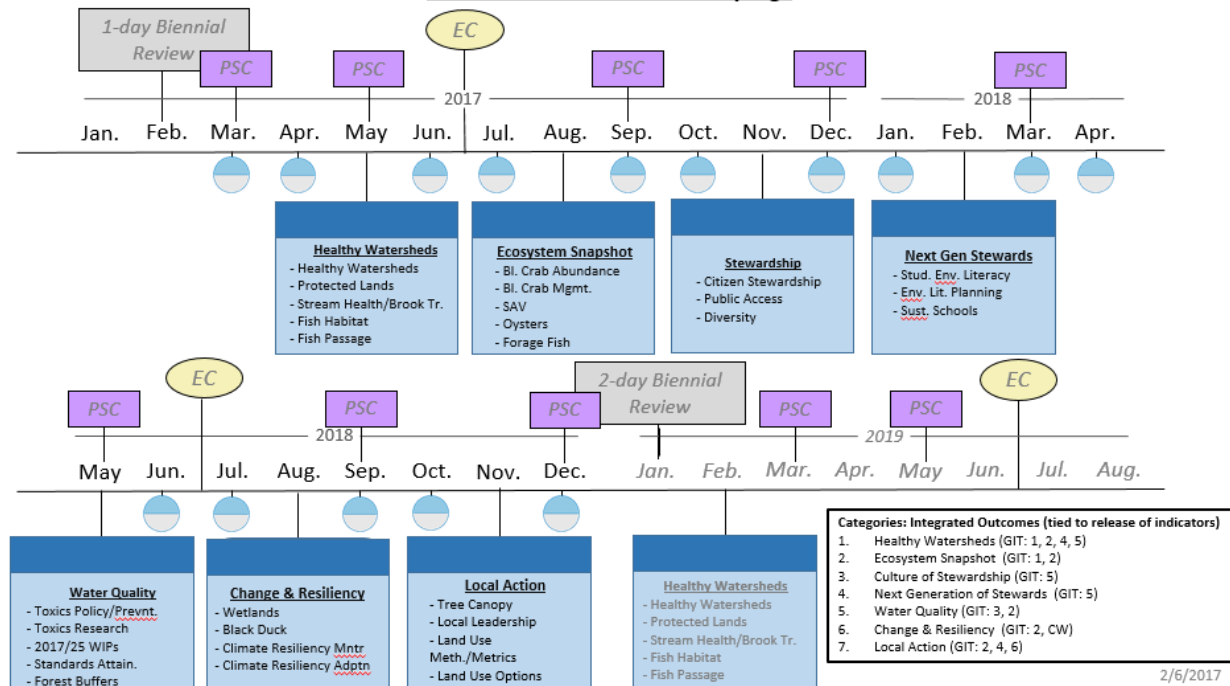 1-day Biennial
Review
EC
PSC
PSC
PSC
PSC
PSC
2017
2018
Jan.
Feb.
Mar.
Apr.
May
Jun.
Jul.
Aug.
Sep.
Oct.
Nov.
Dec.
Jan.
Feb.
Mar.
Apr.
Healthy Watersheds
- Healthy Watersheds
- Protected Lands
- Stream Health/Brook Tr.
- Fish Habitat
- Fish Passage
Ecosystem Snapshot
- Bl. Crab Abundance
- Bl. Crab Mgmt.
- SAV
- Oysters
- Forage Fish
Stewardship
- Citizen Stewardship
- Public Access
- Diversity
Next Gen Stewards
- Stud. Env. Literacy
- Env. Lit. Planning
- Sust. Schools
EC
2-day Biennial
Review
EC
PSC
PSC
PSC
PSC
PSC
2018
2019
May
Jun.
Jul.
Aug.
Sep.
Oct.
Nov.
Dec.
Jan.
Feb.
Mar.
Apr.
May
Jun.
Jul.
Aug.
Water Quality
- Toxics Policy/Prevnt.
- Toxics Research
- 2017/25 WIPs
- Standards Attain.
- Forest Buffers
Change & Resiliency
- Wetlands
- Black Duck
- Climate Resiliency Mntr
- Climate Resiliency Adptn
Local Action
- Tree Canopy
- Local Leadership
- Land Use
Meth./Metrics
- Land Use Options
Healthy Watersheds
- Healthy Watersheds
- Protected Lands
- Stream Health/Brook Tr.
- Fish Habitat
- Fish Passage
Categories: Integrated Outcomes (tied to release of indicators)
1. Healthy Watersheds (GIT: 1, 2, 4, 5)
2. Ecosystem Snapshot (GIT: 1, 2)
3. Culture of Stewardship (GIT: 5)
4. Next Generation of Stewards (GIT: 5)
5. Water Quality (GIT: 3, 2)
6. Change & Resiliency (GIT: 2, CW)
7. Local Action (GIT: 2, 4, 6)
2/6/2017